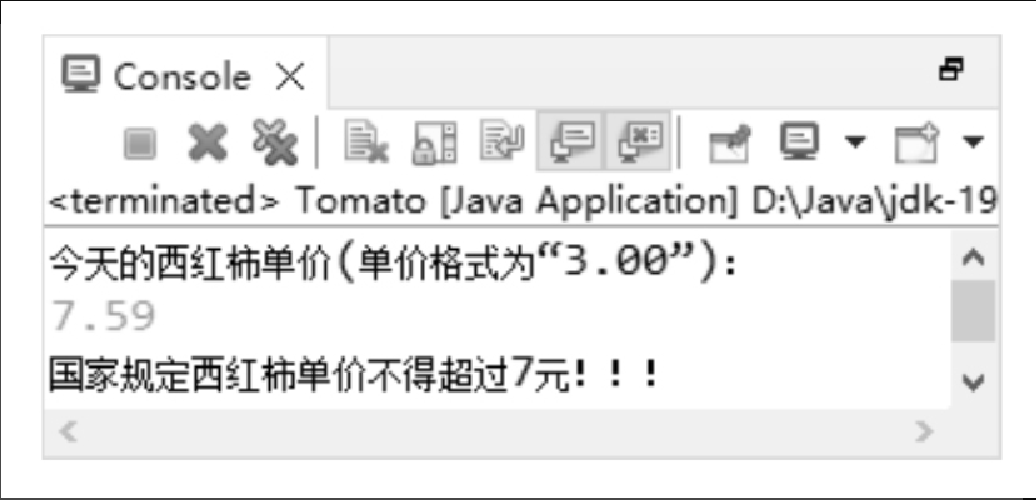 Console
<terminated> Tomato [Java Application] D:\Java\jdk-19
今天的西红柿单价(单价格式为“3.00”):
7.59
国家规定西红柿单价不得超过7元!!!